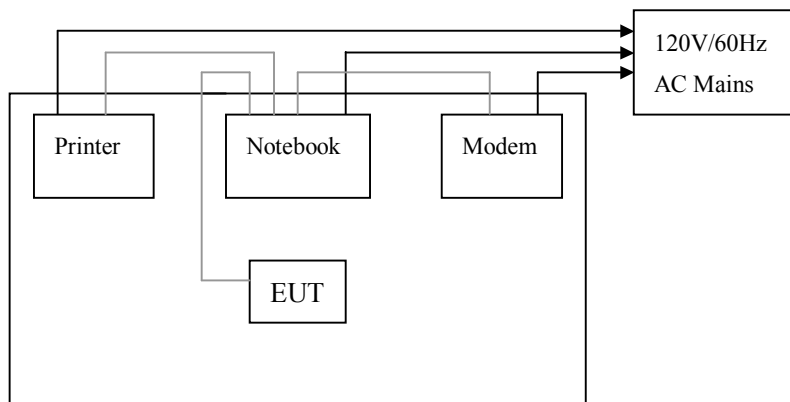 120V/60Hz
AC Mains
Printer
Notebook
Modem
EUT